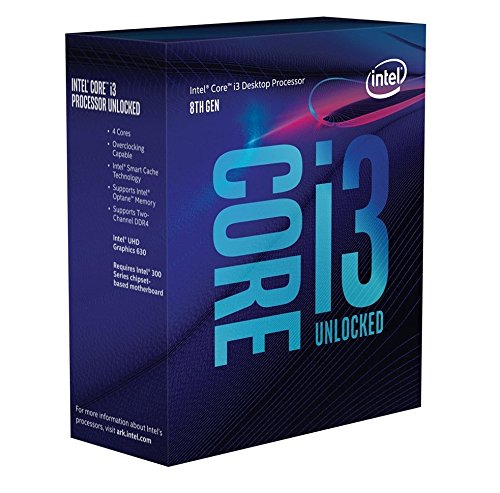 INTEL® CORE™ i3
PROCESSOR UNLOCKED
• 4 Cores
• Overclocking
Capable
• Intel® Smart Cache
Technology
• Supports Intel®
Optane™ Memory
• Supports Two-
Channel DDR4
Intel® UHD
Graphics 630
Requires Intel® 300
Series chipset-
based motherboard
For more information about Intel's
processors, visit ark.intel.com
Intel® Core™ i3 Desktop Processor
8TH GEN
intel®
CORE
i3
UNLOCKED